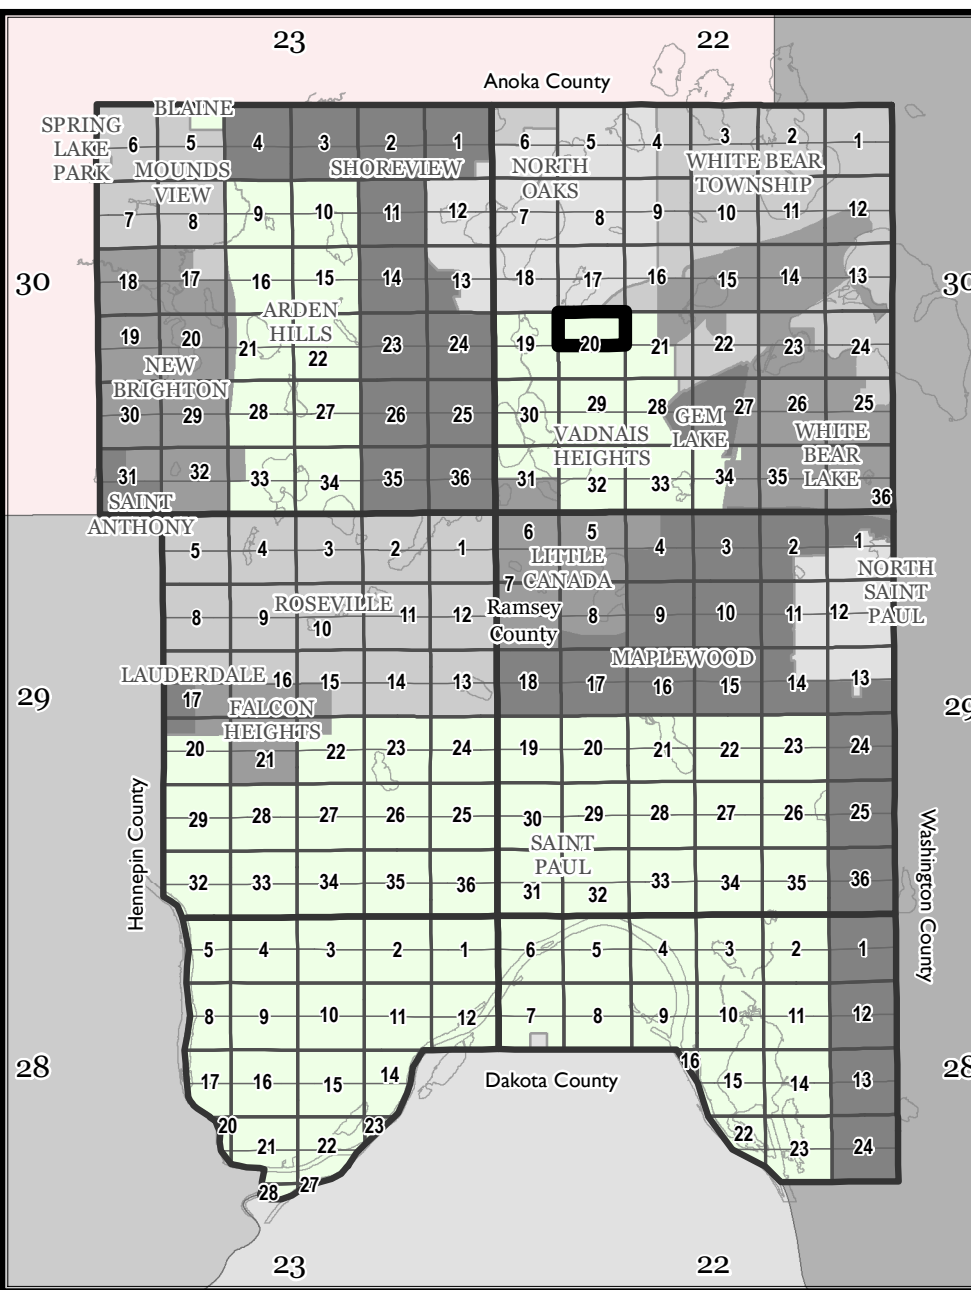 23 22
Anoka County
BLAINE
SPRING
LAKE
PARK
6 5 4 3 2 1 6 5 4 3 2 1
MOUNDS
VIEW
SHOREVIEW
NORTH
OAKS
WHITE BEAR
TOWNSHIP
7 8 9 10 11 12 7 8 9 10 11 12
30 18 17 16 15 14 13 18 17 16 15 14 13 30
ARDEN
HILLS
19 20 21 22 23 24 19 20 21 22 23 24
NEW
BRIGHTON
30 29 28 27 26 25 30 29 28 27 26 25
GEM
LAKE
VADNAIS
HEIGHTS
WHITE
BEAR
LAKE
31 32 33 34 35 36 31 32 33 34 35 36
SAINT
ANTHONY
5 4 3 2 1 6 5 4 3 2 1
LITTLE
CANADA
NORTH
SAINT
PAUL
8 9 10 11 12 7 8 9 10 11 12
ROSEVILLE
Ramsey
County
MAPLEWOOD
LAUDERDALE
29 17 16 15 14 13 18 17 16 15 14 13 29
FALCON
HEIGHTS
20 21 22 23 24 19 20 21 22 23 24
29 28 27 26 25 30 29 28 27 26 25
Hennepin County
Washington County
SAINT
PAUL
32 33 34 35 36 31 32 33 34 35 36
5 4 3 2 1 6 5 4 3 2 1
8 9 10 11 12 7 8 9 10 11 12
28 17 16 15 14 16 15 14 13 28
Dakota County
20 21 22 23 22 23 24
28 27
23 22